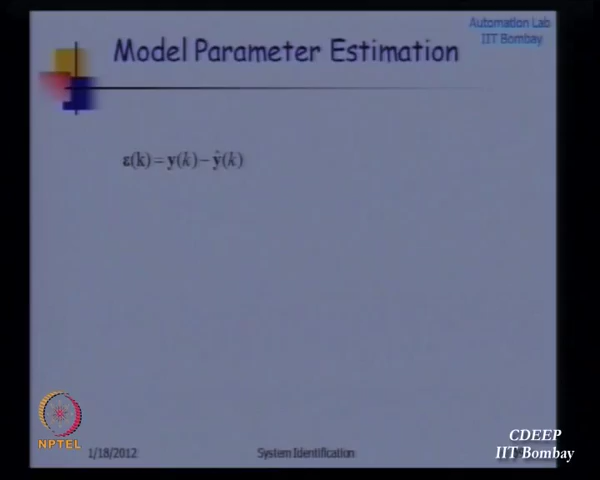 Automation Lab
IIT Bombay
Model Parameter Estimation
ε(k) = y(k) − ŷ(k)
NPTEL
1/18/2012
System Identification
CDEEP
IIT Bombay